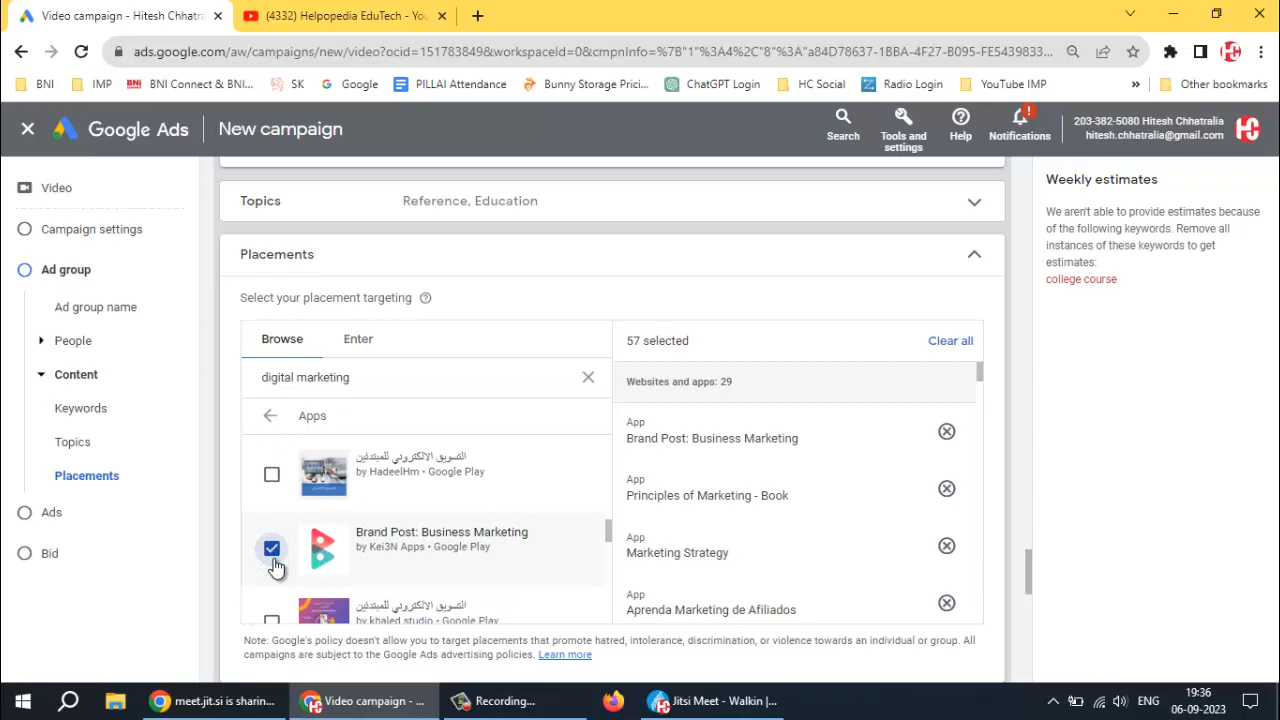 Video campaign - Hitesh Chhatra
(4332) Helpopedia EduTech - You
ads.google.com/aw/campaigns/new/video?ocid=151783849&workspaceId=0&cmpnInfo=%7B"1"%3A4%2C"8"%3A"a84D78637-1BBA-4F27-B095-FE5439833...
BNI
IMP
BNI Connect & BNI...
SK
Google
PILLAI Attendance
Bunny Storage Prici...
ChatGPT Login
HC Social
Radio Login
YouTube IMP
»
Other bookmarks
Google Ads
New campaign
Search
Tools and
settings
Help
Notifications
203-382-5080 Hitesh Chhatralia
hitesh.chhatralia@gmail.com
Video
Campaign settings
Ad group
Ad group name
People
Content
Keywords
Topics
Placements
Ads
Bid
Topics
Reference, Education
Placements
Select your placement targeting
Browse
Enter
digital marketing
Apps
التسويق الالكتروني للمبتدئين
by HadeelHm • Google Play
Brand Post: Business Marketing
by Kei3N Apps • Google Play
التسويق الالكتروني للمبتدئين
by khaled studio • Google Play
57 selected
Clear all
Websites and apps: 29
App
Brand Post: Business Marketing
App
Principles of Marketing - Book
App
Marketing Strategy
App
Aprenda Marketing de Afiliados
Note: Google's policy doesn't allow you to target placements that promote hatred, intolerance, discrimination, or violence towards an individual or group. All
campaigns are subject to the Google Ads advertising policies. Learn more
Weekly estimates
We aren't able to provide estimates because
of the following keywords. Remove all
instances of these keywords to get
estimates:
college course
meet.jit.si is sharin...
Video campaign - ...
Recording...
Jitsi Meet - Walkin |...
ENG
19:36
06-09-2023